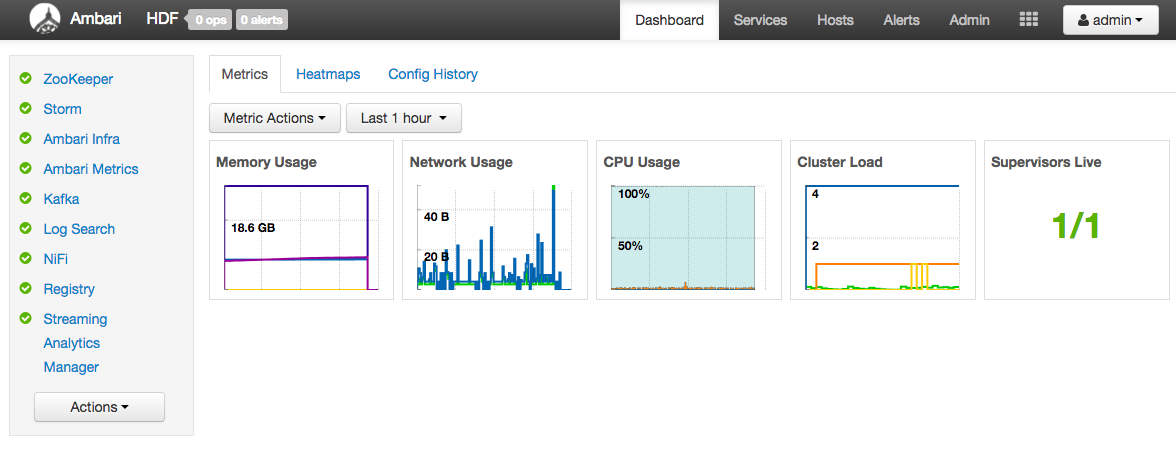 Ambari HDF 0 ops 0 alerts Dashboard Services Hosts Alerts Admin admin
ZooKeeper
Storm
Ambari Infra
Ambari Metrics
Kafka
Log Search
NiFi
Registry
Streaming
Analytics
Manager
Actions
Metrics Heatmaps Config History
Metric Actions Last 1 hour
Memory Usage
18.6 GB
Network Usage
40 B
20 B
CPU Usage
100%
50%
Cluster Load
4
2
Supervisors Live
1/1